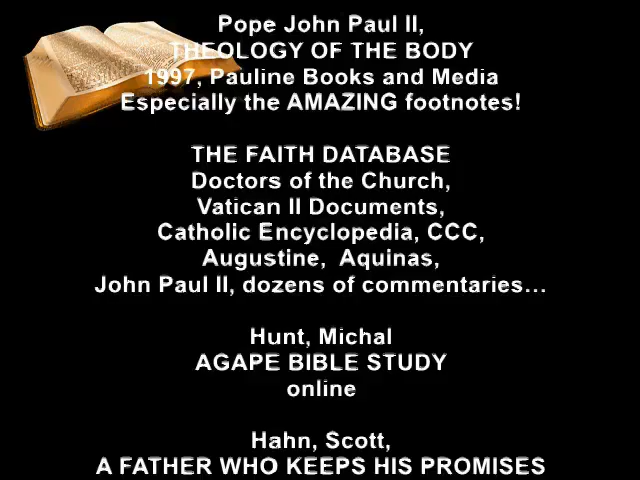 Pope John Paul II,
THEOLOGY OF THE BODY
1997, Pauline Books and Media
Especially the AMAZING footnotes!
THE FAITH DATABASE
Doctors of the Church,
Vatican II Documents,
Catholic Encyclopedia, CCC,
Augustine, Aquinas,
John Paul II, dozens of commentaries...
Hunt, Michal
AGAPE BIBLE STUDY
online
Hahn, Scott,
A FATHER WHO KEEPS HIS PROMISES